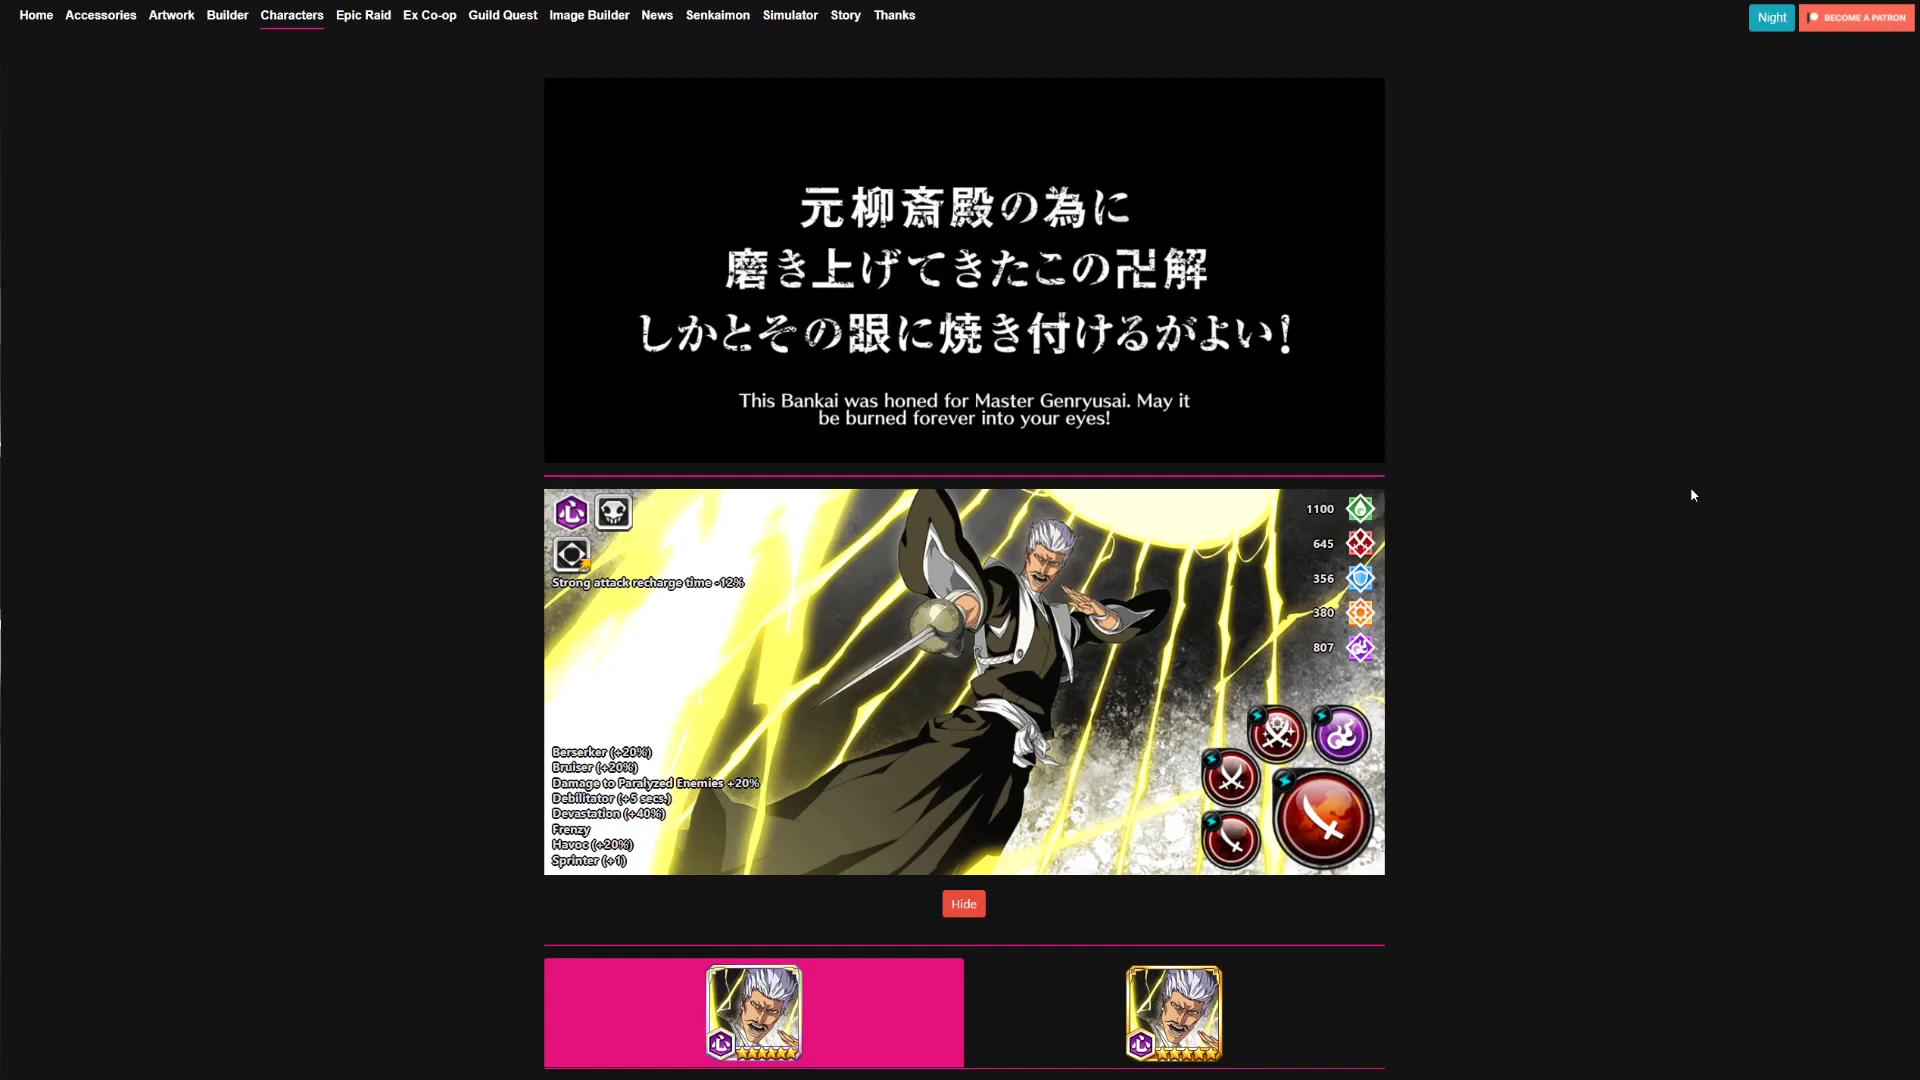 Home Accessories Artwork Builder Characters Epic Raid Ex Co-op Guild Quest Image Builder News Senkaimon Simulator Story Thanks
Night
BECOME A PATRON
元柳斎殿の為に
磨き上げてきたこの卍解
しかとその眼に焼き付けるがよい!
This Bankai was honed for Master Genryusai. May it
be burned forever into your eyes!
心
Strong attack recharge time -12%
1100
645
356
380
807
Berserker (+20%)
Bruiser (+20%)
Damage to Paralyzed Enemies +20%
Debilitator (+5 secs.)
Devastation (+40%)
Frenzy
Havoc (+20%)
Sprinter (+1)
Hide
心
心